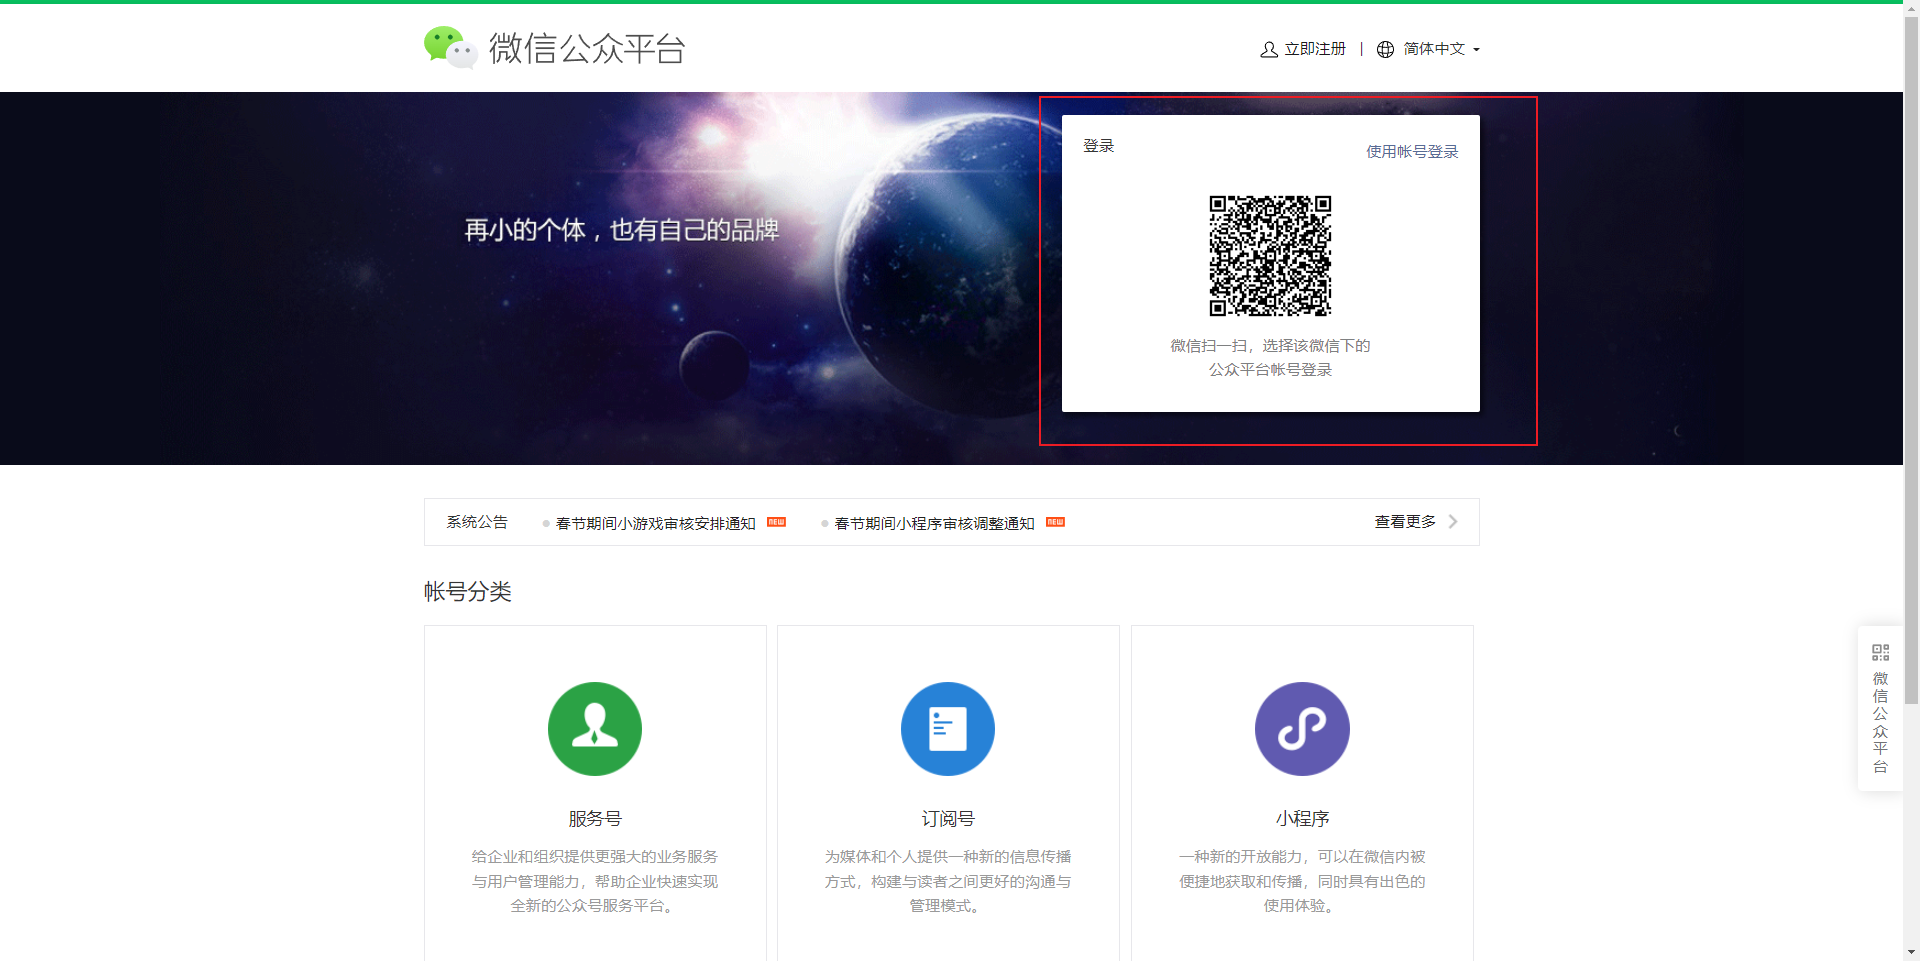 微信公众平台
立即注册 | 简体中文
登录
使用帐号登录
再小的个体，也有自己的品牌
微信扫一扫，选择该微信下的
公众平台帐号登录
系统公告
春节期间小游戏审核安排通知 NEW
春节期间小程序审核调整通知 NEW
查看更多
帐号分类
服务号
给企业和组织提供更强大的业务服务
与用户管理能力，帮助企业快速实现
全新的公众号服务平台。
订阅号
为媒体和个人提供一种新的信息传播
方式，构建与读者之间更好的沟通与
管理模式。
小程序
一种新的开放能力，可以在微信内被
便捷地获取和传播，同时具有出色的
使用体验。
微信公众平台